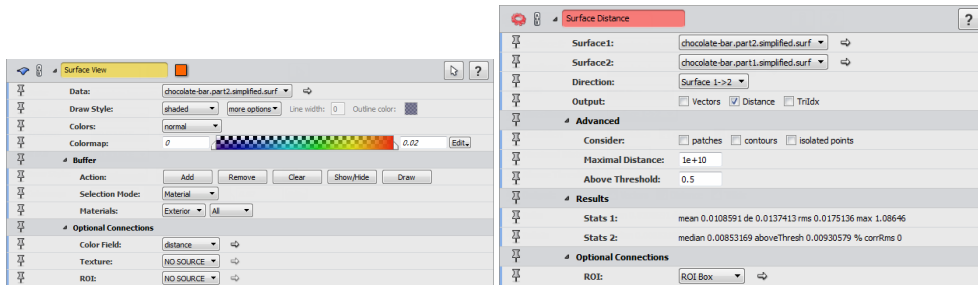 Surface View
?
Data: chocolate-bar.part2.simplified.surf
Draw Style: shaded more options Line width: 0 Outline color:
Colors: normal
Colormap: 0 0.02 Edit
Buffer
Action: Add Remove Clear Show/Hide Draw
Selection Mode: Material
Materials: Exterior All
Optional Connections
Color Field: distance
Texture: NO SOURCE
ROI: NO SOURCE
Surface Distance
?
Surface1: chocolate-bar.part2.simplified.surf
Surface2: chocolate-bar.part1.simplified.surf
Direction: Surface 1->2
Output: Vectors Distance TriIdx
Advanced
Consider: patches contours isolated points
Maximal Distance: 1e+10
Above Threshold: 0.5
Results
Stats 1: mean 0.0108591 de 0.0137413 rms 0.0175136 max 1.08646
Stats 2: median 0.00853169 aboveThresh 0.00930579 % corrRms 0
Optional Connections
ROI: ROI Box